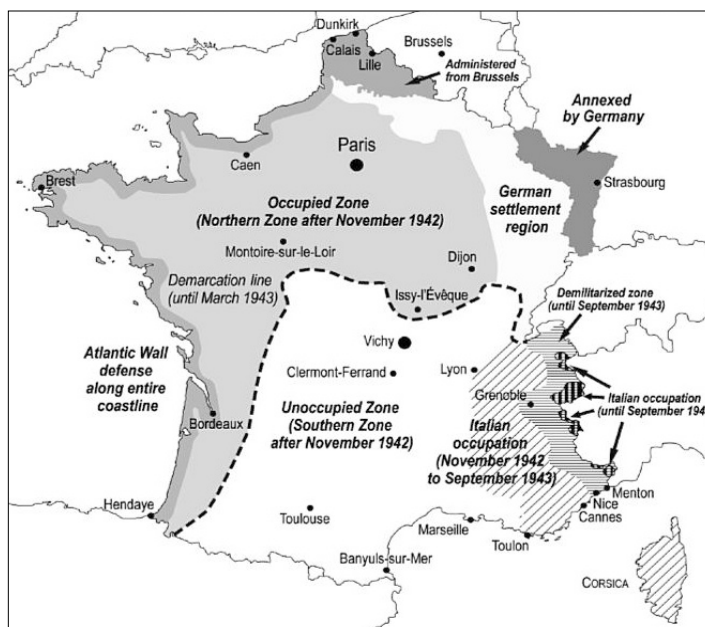 Dunkirk
Calais
Brussels
Lille
Administered
from Brussels
Annexed
by Germany
Paris
Caen
Strasbourg
Brest
Occupied Zone
(Northern Zone after November 1942)
German
settlement
region
Montoire-sur-le-Loir
Dijon
Demarcation line
(until March 1943)
Issy-l'Évêque
Demilitarized zone
(until September 1943)
Vichy
Atlantic Wall
defense
along entire
coastline
Clermont-Ferrand
Lyon
Grenoble
Italian occupation
(until September 194
Bordeaux
Unoccupied Zone
(Southern Zone
after November 1942)
Italian
occupation
(November 1942
to September
1943)
Hendaye
Toulouse
Menton
Nice
Cannes
Marseille
Toulon
Banyuls-sur-Mer
CORSICA